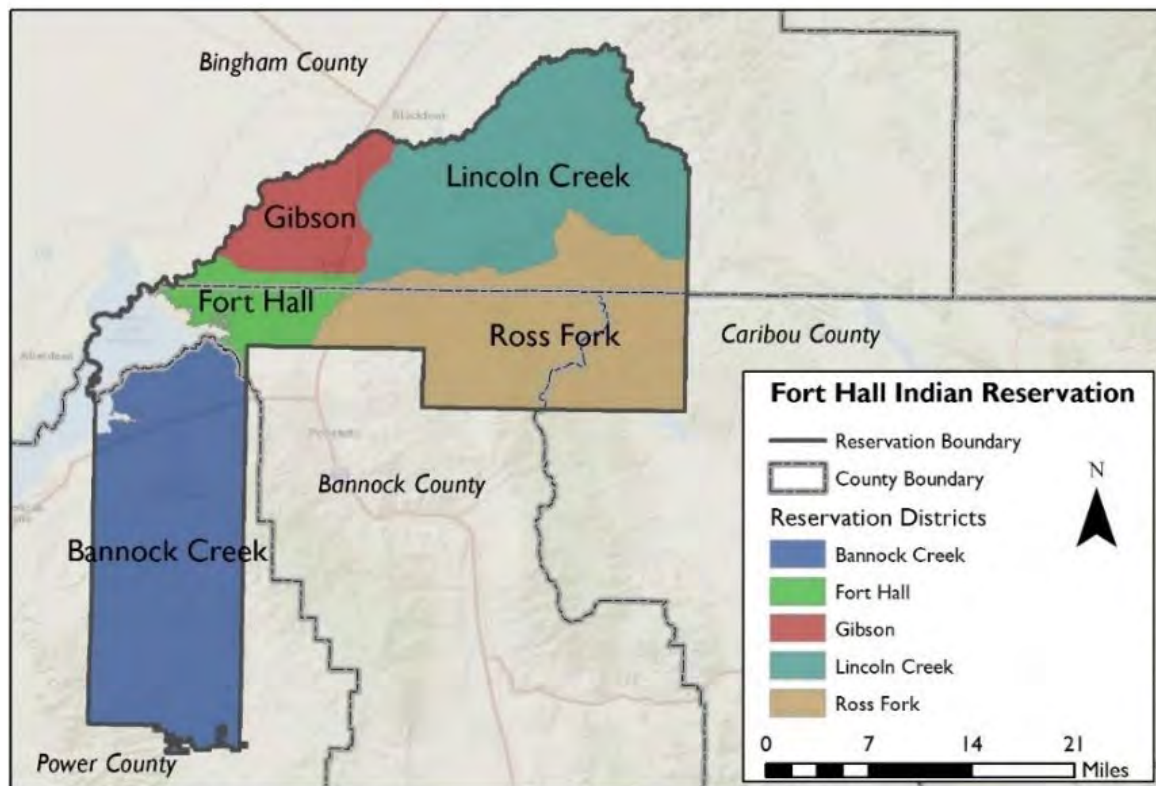 Bingham County
Lincoln Creek
Gibson
Fort Hall
Ross Fork
Caribou County
Bannock County
Bannock Creek
Power County
Fort Hall Indian Reservation
Reservation Boundary
County Boundary
N
Reservation Districts
Bannock Creek
Fort Hall
Gibson
Lincoln Creek
Ross Fork
0 7 14 21
Miles